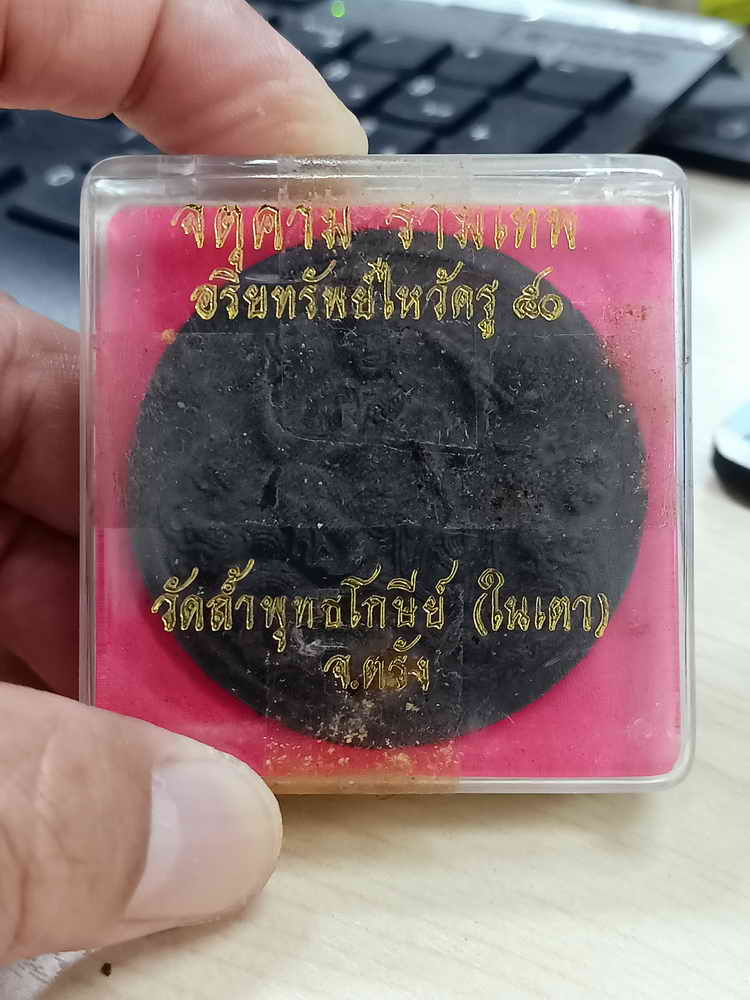 จตุคาม รามเทพ
อริยทรัพย์ไหว้ครู ๕๐
วัดถ้ำพุทธโกษีย์ (ในเตา)
จ.ตรัง